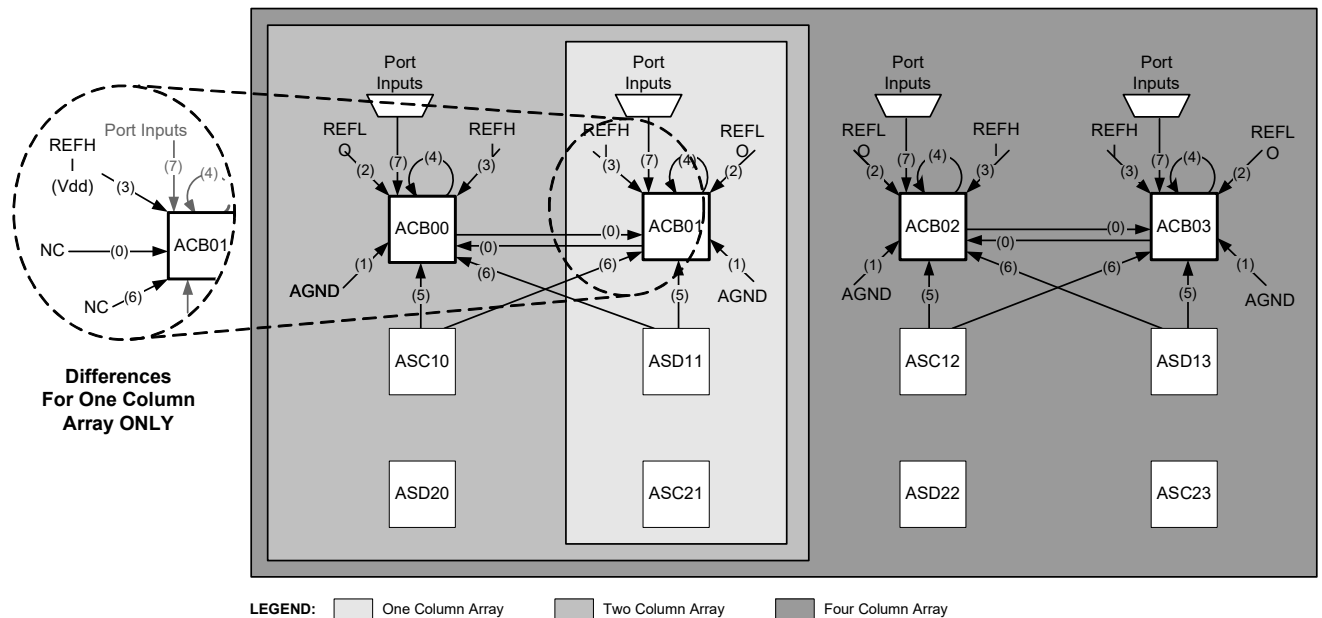 Port
Inputs
Port
Inputs
Port
Inputs
Port
Inputs
Port Inputs
REFH
I
(Vdd)
(7)
(3)
(4)
ACB01
NC
(0)
NC
(6)
REFL
O
(2)
(7)
(4)
REFH
I
(3)
ACB00
(1)
AGND
(5)
(0)
(0)
(6)
(6)
REFH
I
(3)
(7)
(4)
REFL
O
(2)
ACB01
(1)
AGND
(5)
REFL
O
(2)
(7)
(4)
REFH
I
(3)
ACB02
(1)
AGND
(5)
(0)
(0)
(6)
(6)
REFH
I
(3)
(7)
(4)
REFL
O
(2)
ACB03
(1)
AGND
(5)
ASC10
ASD11
ASC12
ASD13
Differences
For One Column
Array ONLY
ASD20
ASC21
ASD22
ASC23
LEGEND: One Column Array Two Column Array Four Column Array